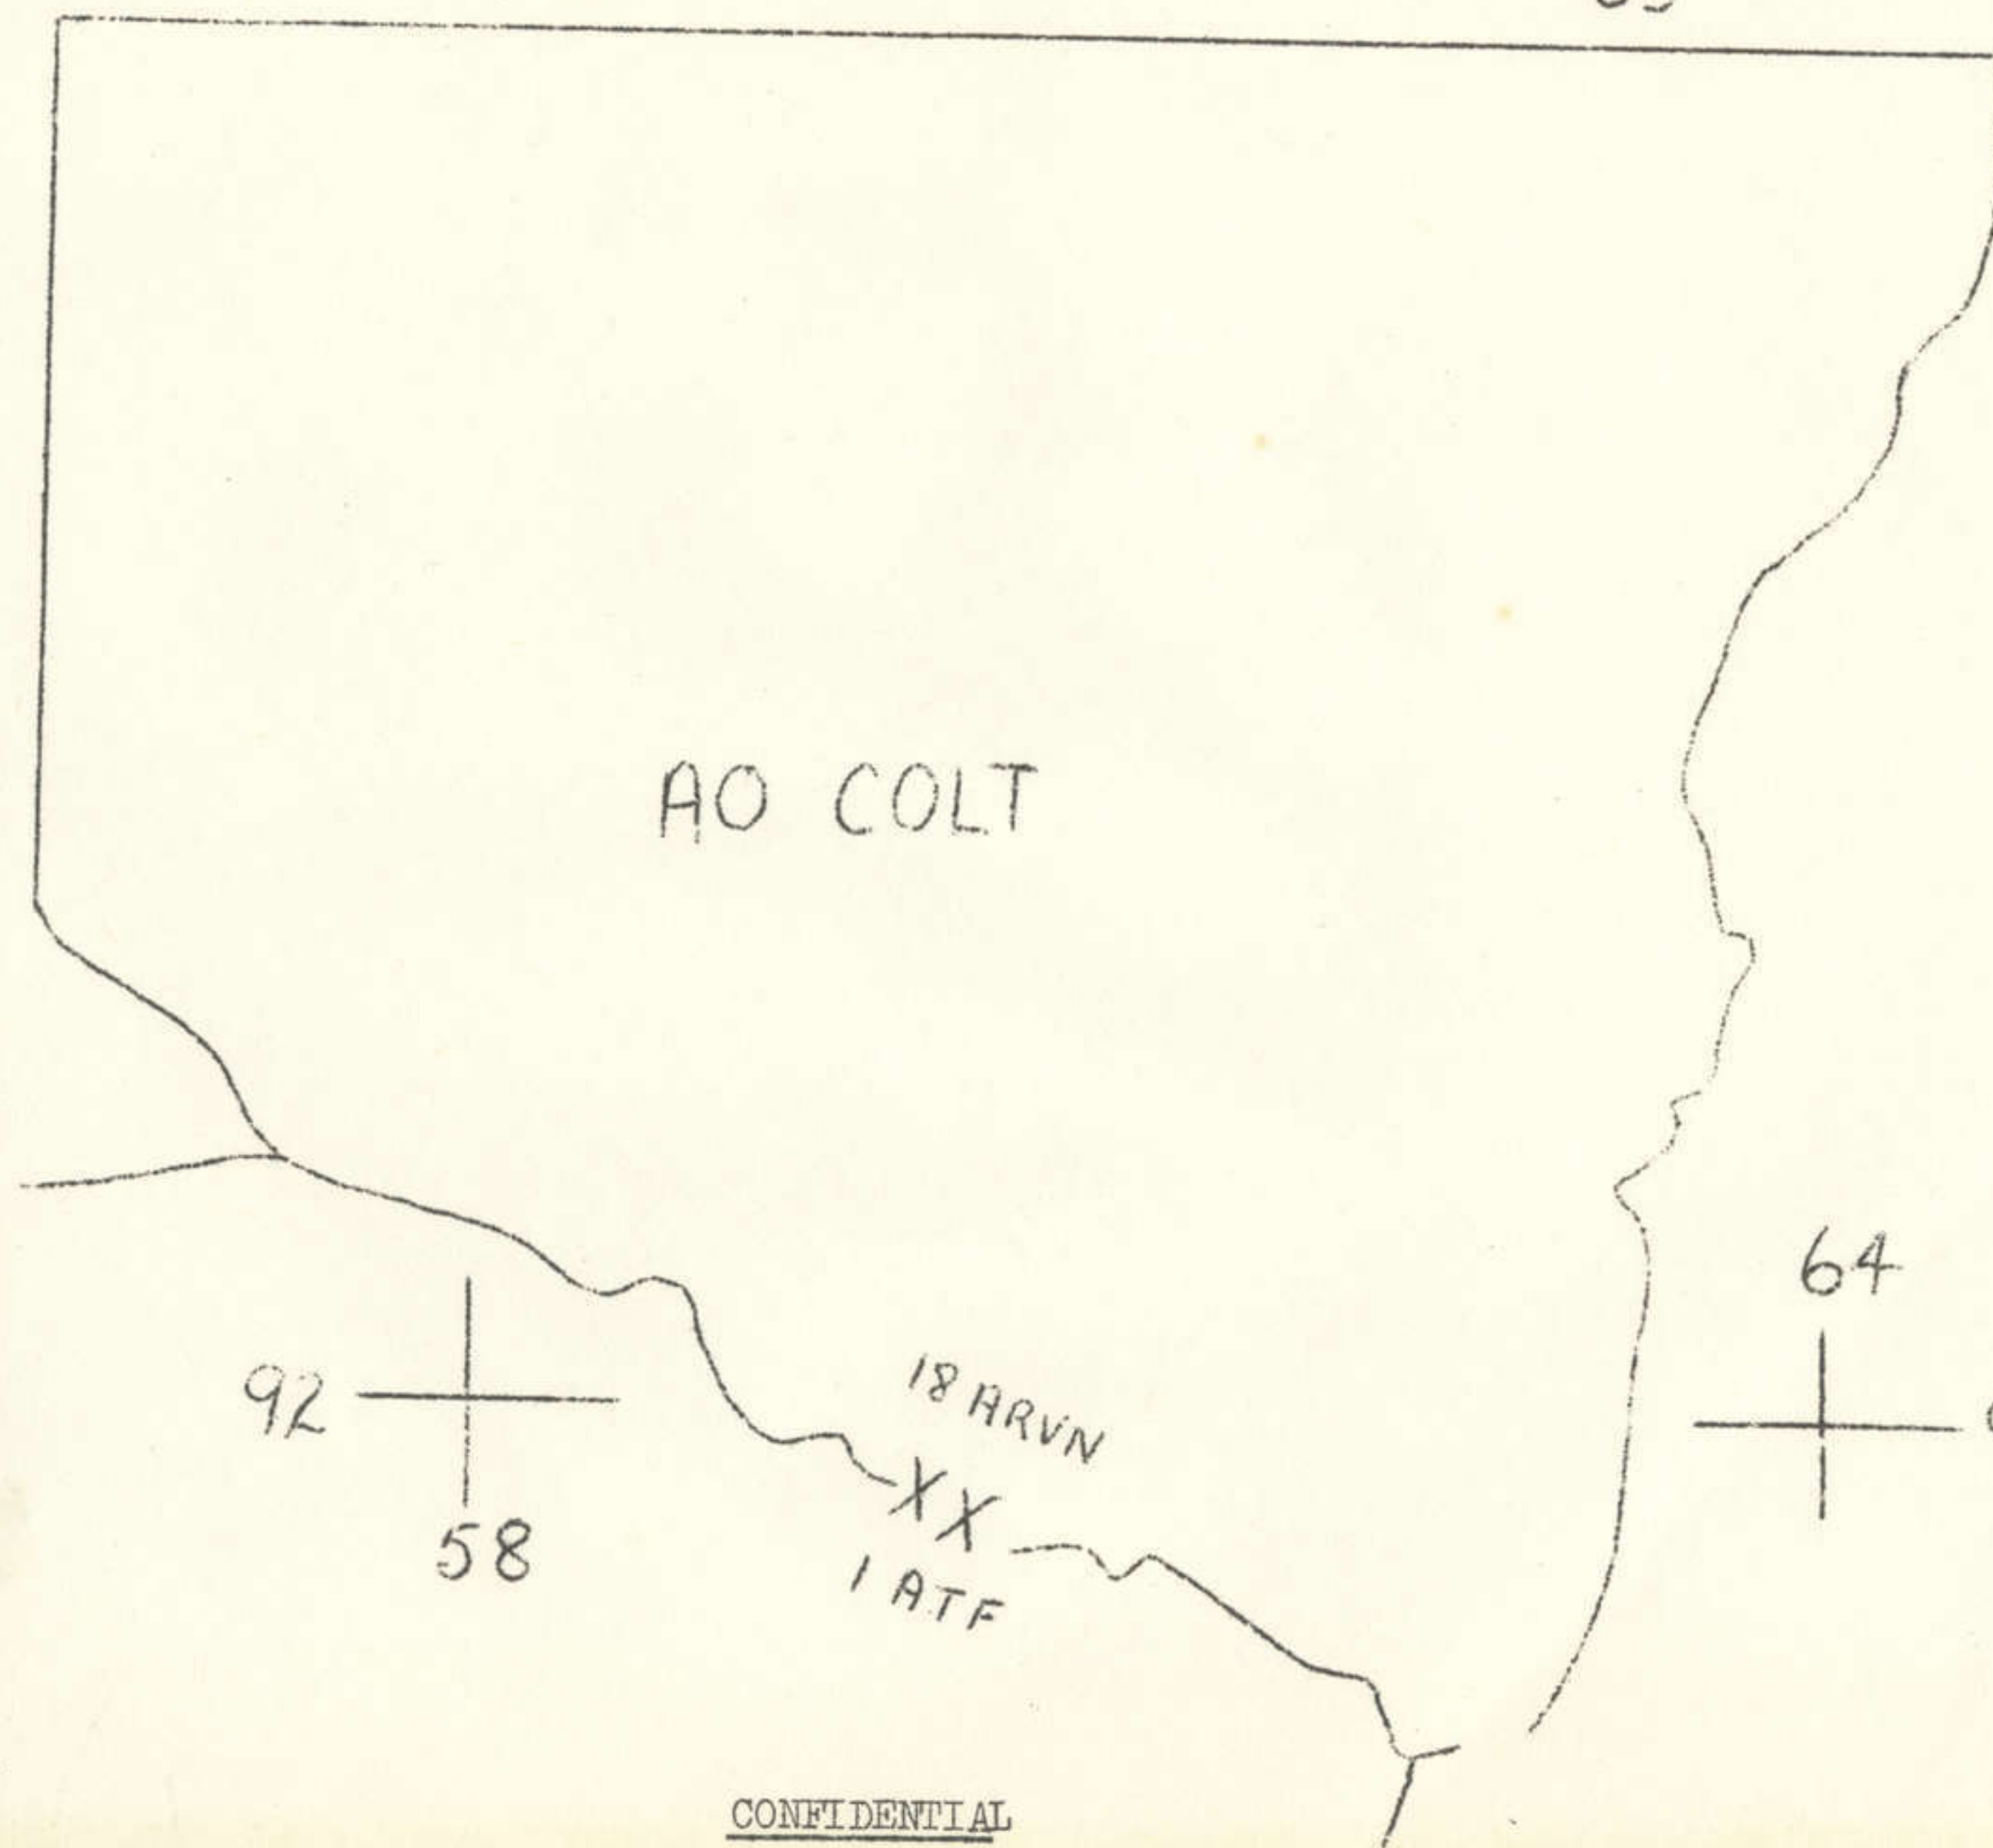 AO COLT
64
92
18 ARVN
XX
58
1 ATF
CONFIDENTIAL